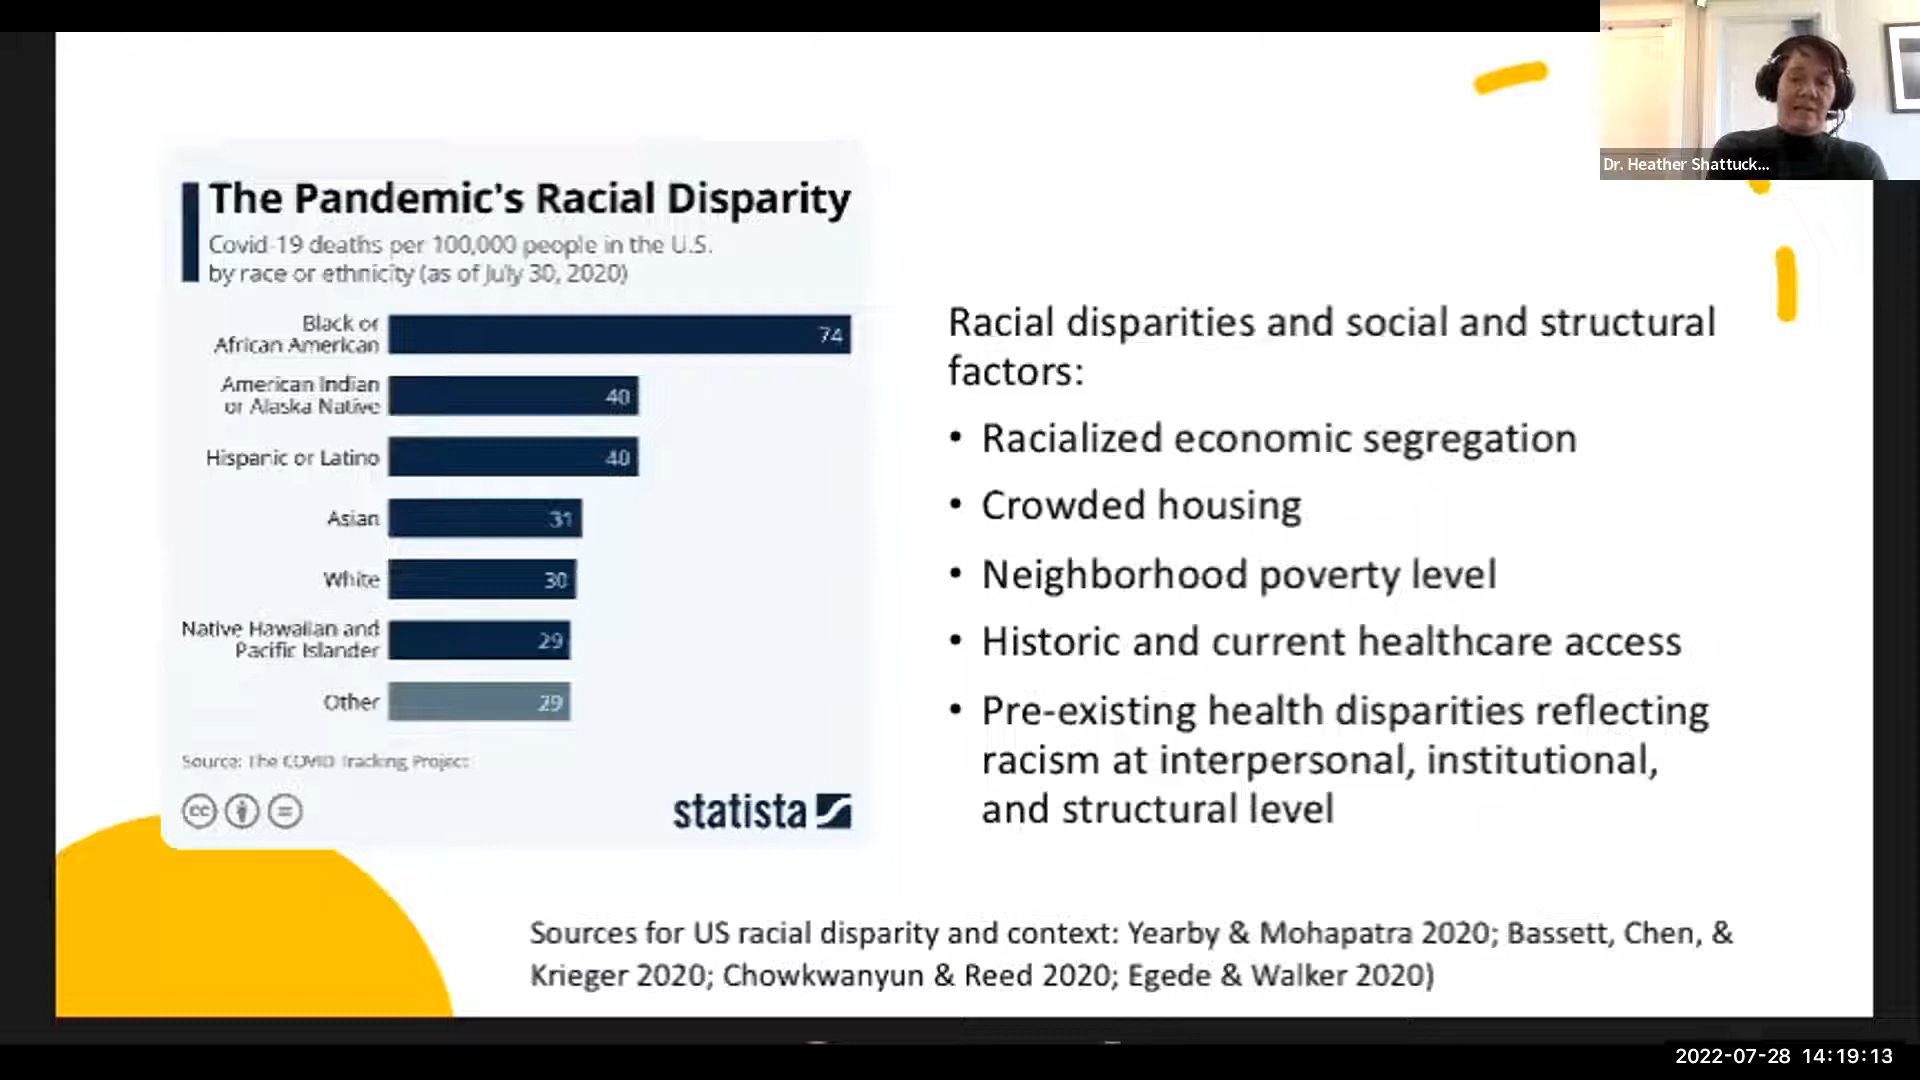 Dr. Heather Shattuck...
The Pandemic's Racial Disparity
Covid-19 deaths per 100,000 people in the U.S.
by race or ethnicity (as of July 30, 2020)
Black or
African American
74
American Indian
or Alaska Native
40
Hispanic or Latino
40
Asian
31
White
30
Native Hawaiian and
Pacific Islander
29
Other
29
Source: The COVID Tracking Project
cc
statista
Racial disparities and social and structural
factors:
• Racialized economic segregation
• Crowded housing
• Neighborhood poverty level
• Historic and current healthcare access
• Pre-existing health disparities reflecting
racism at interpersonal, institutional,
and structural level
Sources for US racial disparity and context: Yearby & Mohapatra 2020; Bassett, Chen, &
Krieger 2020; Chowkwanyun & Reed 2020; Egede & Walker 2020)
2022-07-28 14:19:13